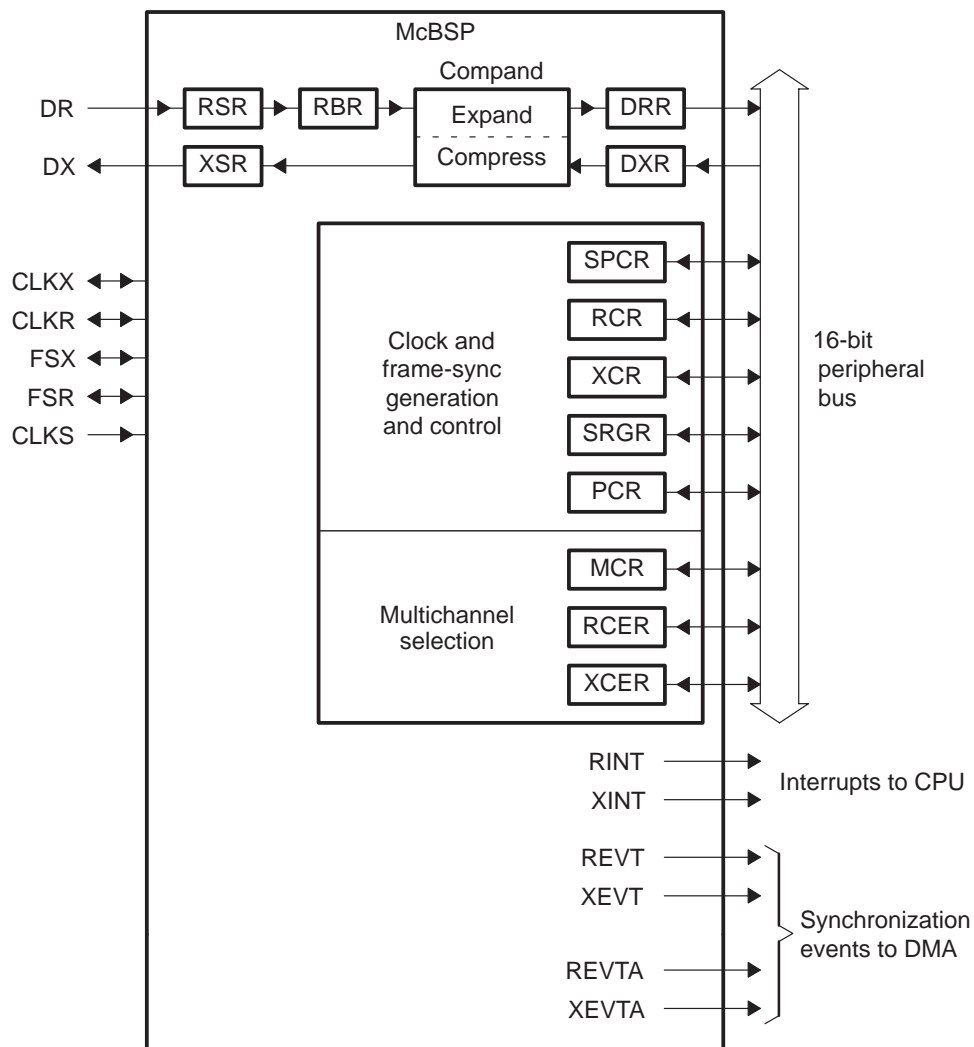 McBSP
Compand
DR
RSR
RBR
Expand
DRR
DX
XSR
Compress
DXR
CLKX
CLKR
FSX
FSR
CLKS
Clock and
frame-sync
generation
and control
SPCR
RCR
XCR
SRGR
PCR
16-bit
peripheral
bus
Multichannel
selection
MCR
RCER
XCER
RINT
XINT
Interrupts to CPU
REVT
XEVT
REVTA
XEVTA
Synchronization
events to DMA